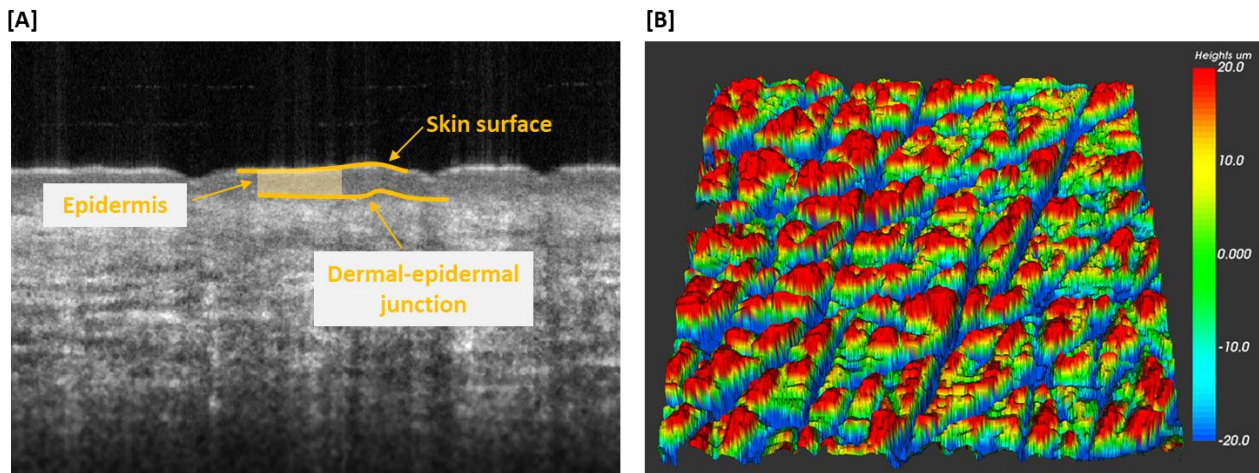 [A]
Skin surface
Epidermis
Dermal-epidermal
junction
[B]
Heights um
20.0
10.0
0.000
-10.0
-20.0